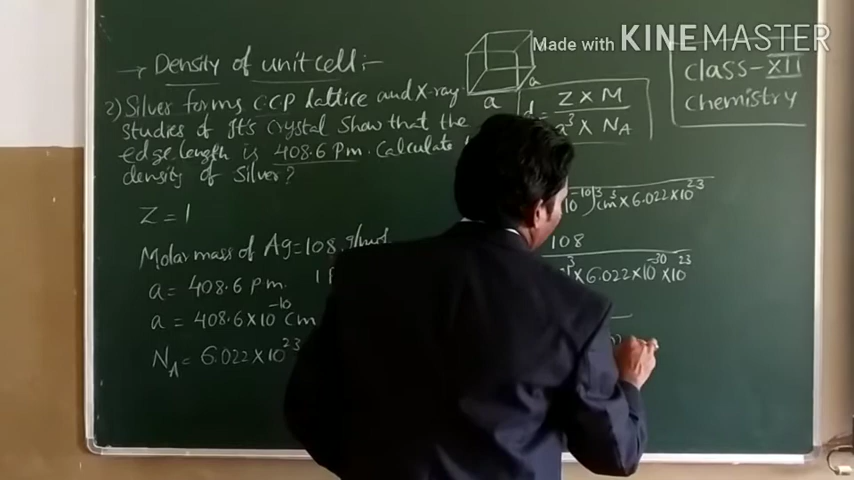 Made with KINEMASTER
→ Density of unit cell :-
a
a
class-XII
chemistry
Z × M
a³ × NA
2) Silver forms CCP lattice and X-ray
studies of It's Crystal Show that the
edge length is 408.6 Pm. Calculate
density of Silver?
Z = 1
Molar mass of Ag = 108 g/mol
a = 408.6 pm.
a = 408.6 × 10⁻¹⁰ Cm
NA = 6.022 × 10²³
10⁻¹⁰)³ cm³ × 6.022 × 10²³
108
³ × 6.022 × 10⁻³⁰ × 10²³